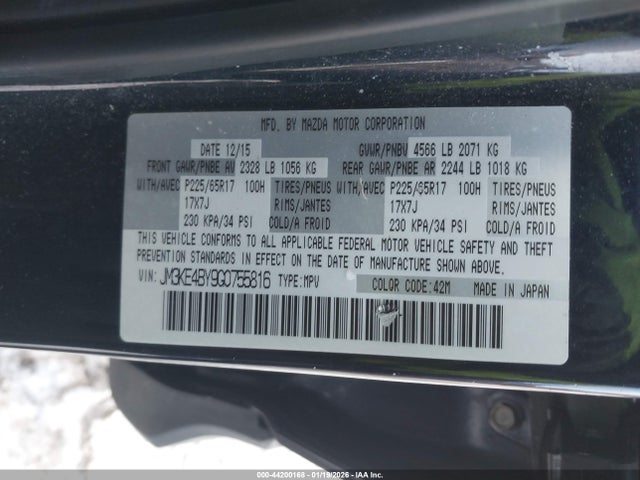 MFD. BY MAZDA MOTOR CORPORATION
DATE 12/15 GVWR/PNBV 4566 LB 2071 KG
FRONT GAWR/PNBE AV 2328 LB 1056 KG REAR GAWR/PNBE AR 2244 LB 1018 KG
WITH/AVEC P225/65R17 100H TIRES/PNEUS WITH/AVEC P225/65R17 100H TIRES/PNEUS
17X7J RIMS/JANTES 17X7J RIMS/JANTES
230 KPA/34 PSI COLD/A FROID 230 KPA/34 PSI COLD/A FROID
THIS VEHICLE CONFORMS TO ALL APPLICABLE FEDERAL MOTOR VEHICLE SAFETY AND THEFT
PREVENTION STANDARDS IN EFFECT ON THE DATE OF MANUFACTURE SHOWN ABOVE.
VIN: JM3KE4BY9G0755816 TYPE:MPV COLOR CODE:42M MADE IN JAPAN
000-44200168 - 01/19/2026 - IAA Inc.